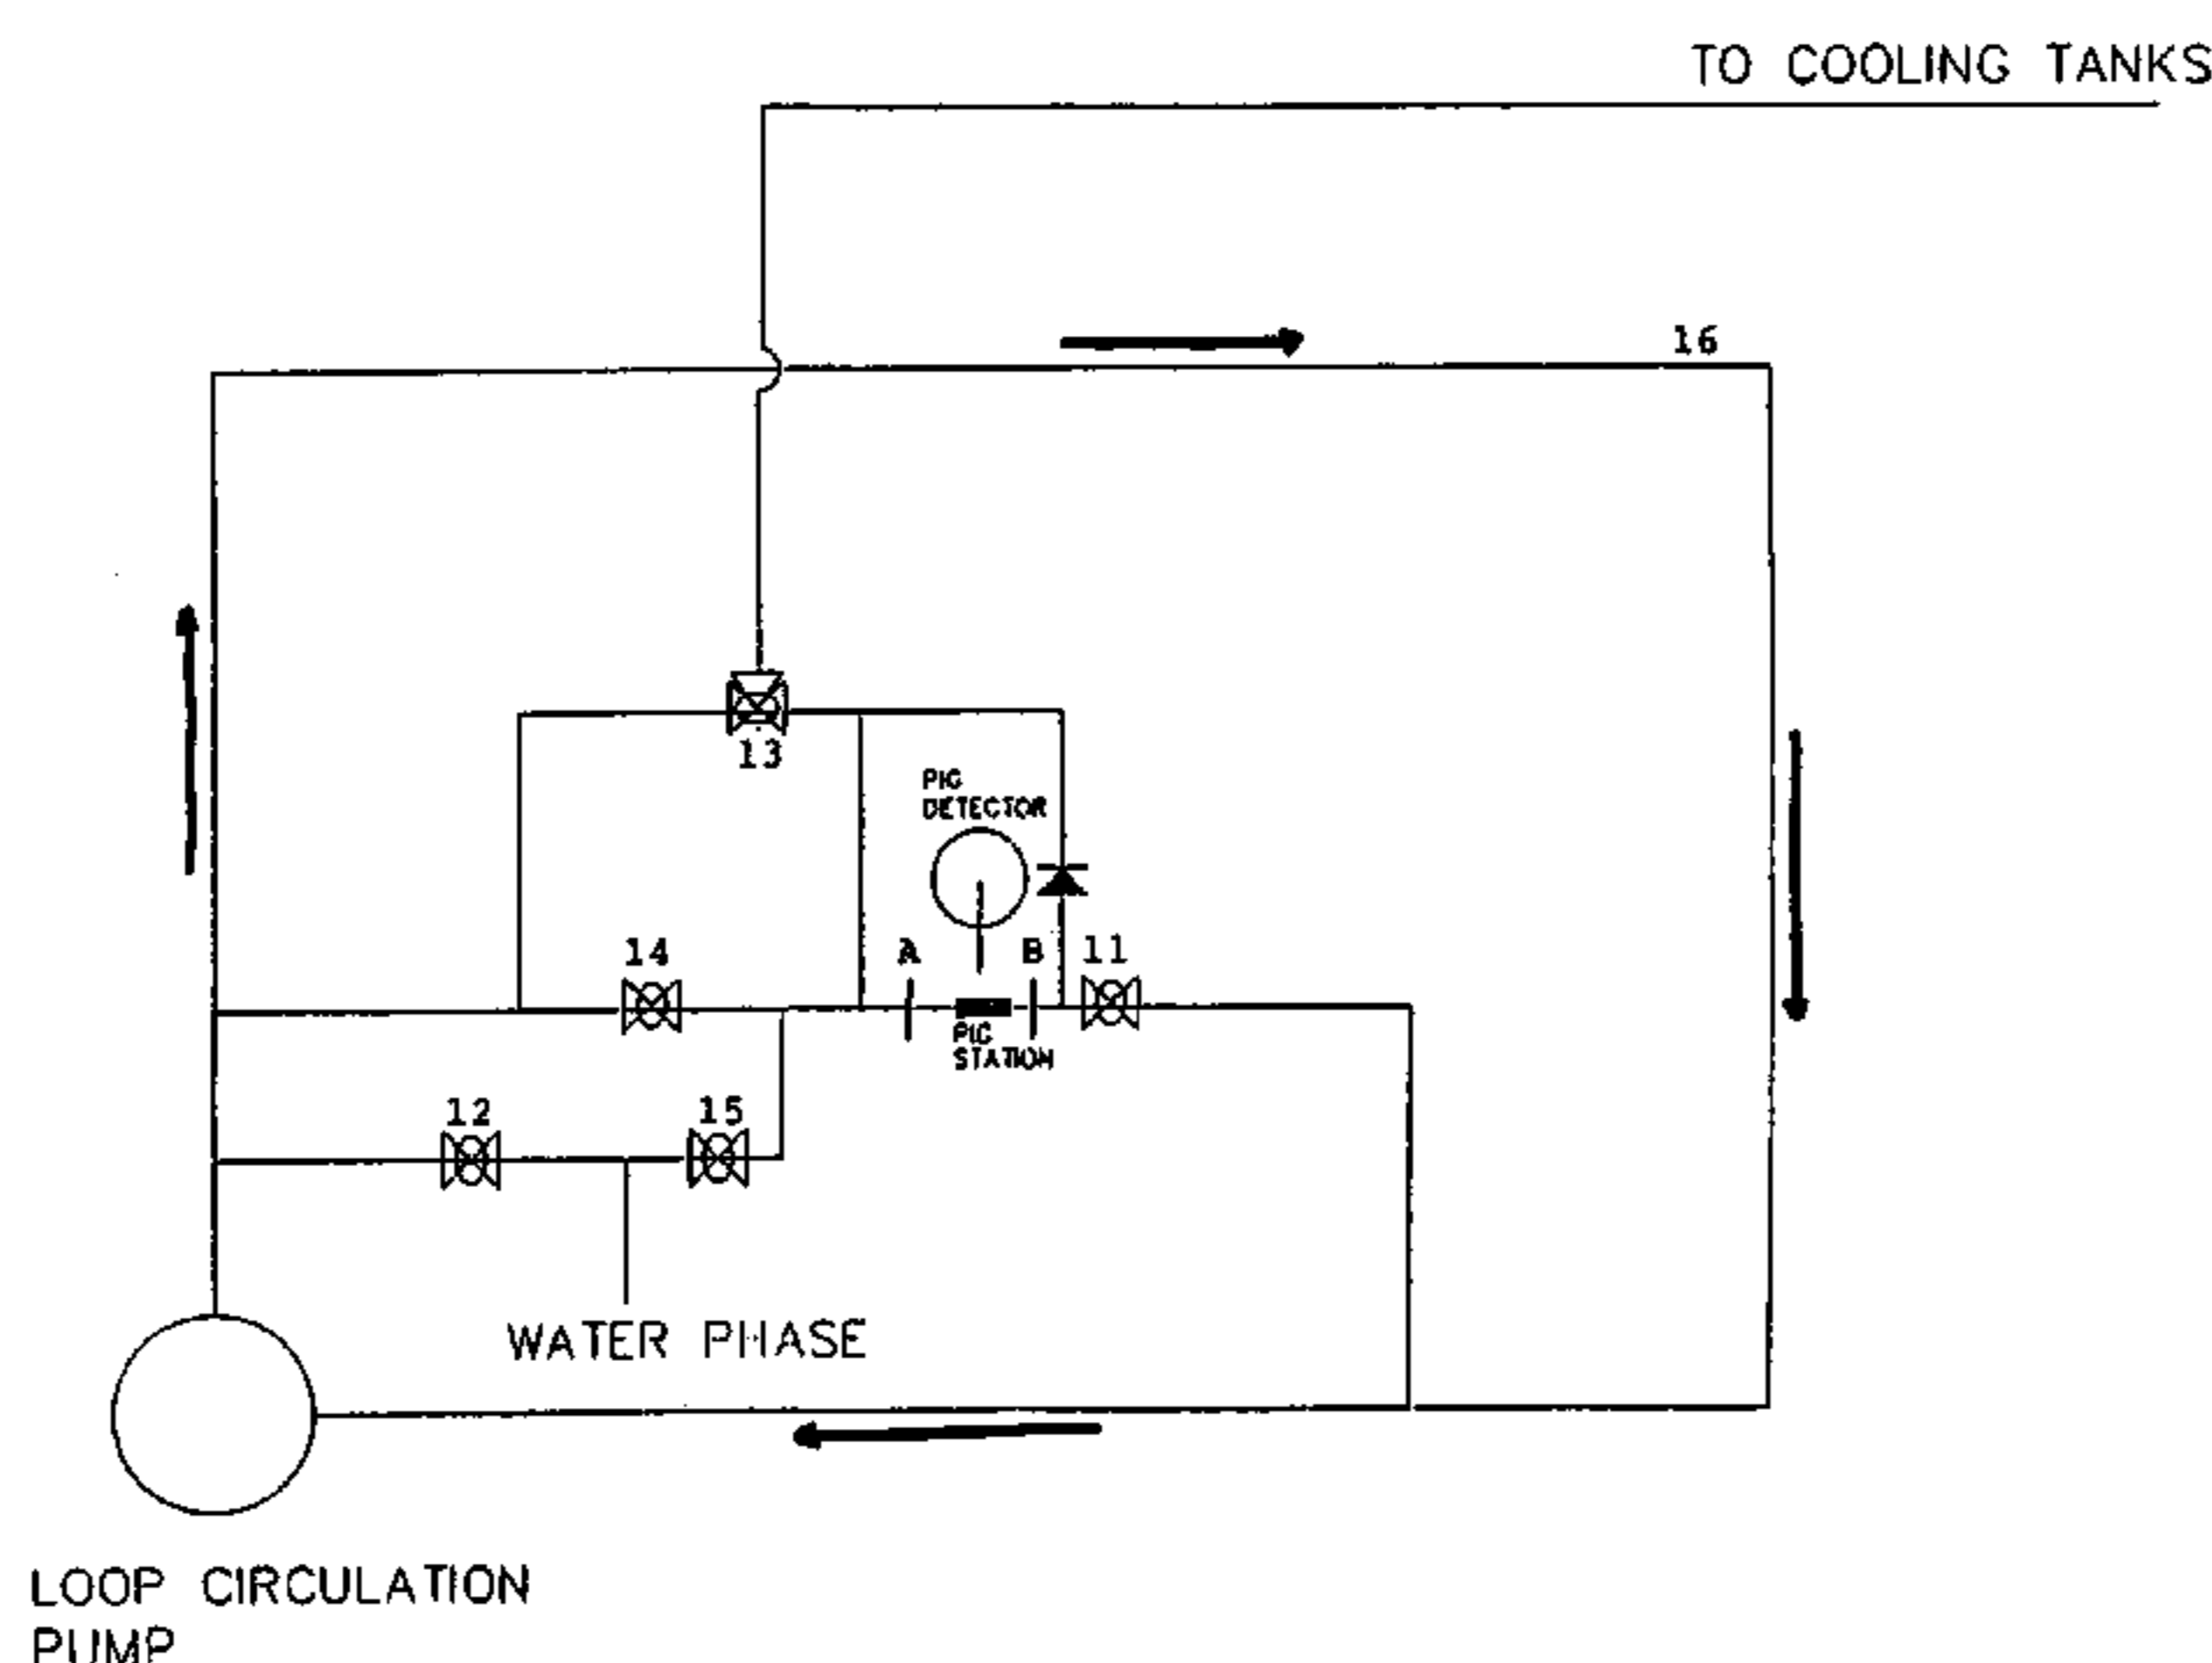 TO COOLING TANKS
16
13
PIG
DETECTOR
14
A
B
11
PIG
STATION
12
15
WATER PHASE
LOOP CIRCULATION
PUMP